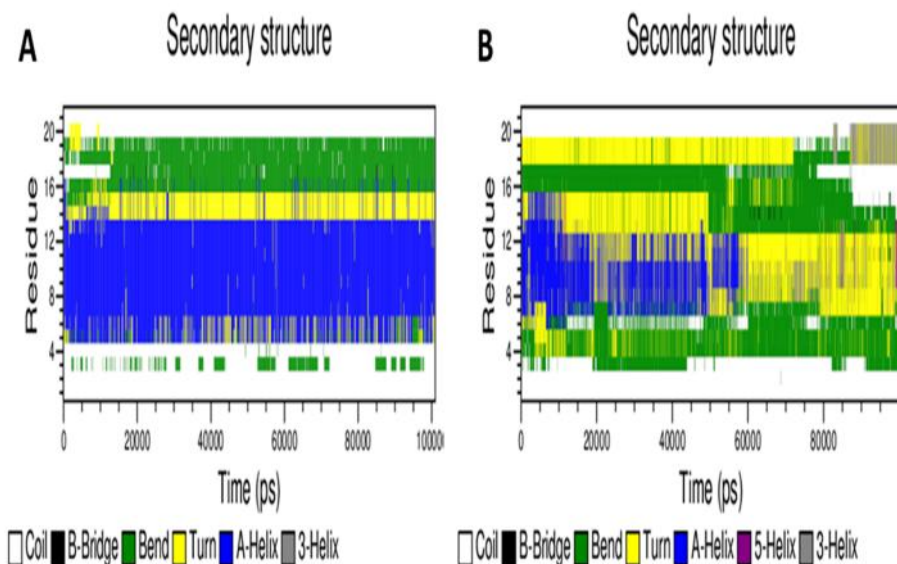 A
Secondary structure
Residue
20
16
12
8
4
0
20000
40000
60000
80000
10000
Time (ps)
Coil B-Bridge Bend Turn A-Helix 3-Helix
B
Secondary structure
Residue
20
16
12
8
4
0
20000
40000
60000
80000
Time (ps)
Coil B-Bridge Bend Turn A-Helix 5-Helix 3-Helix